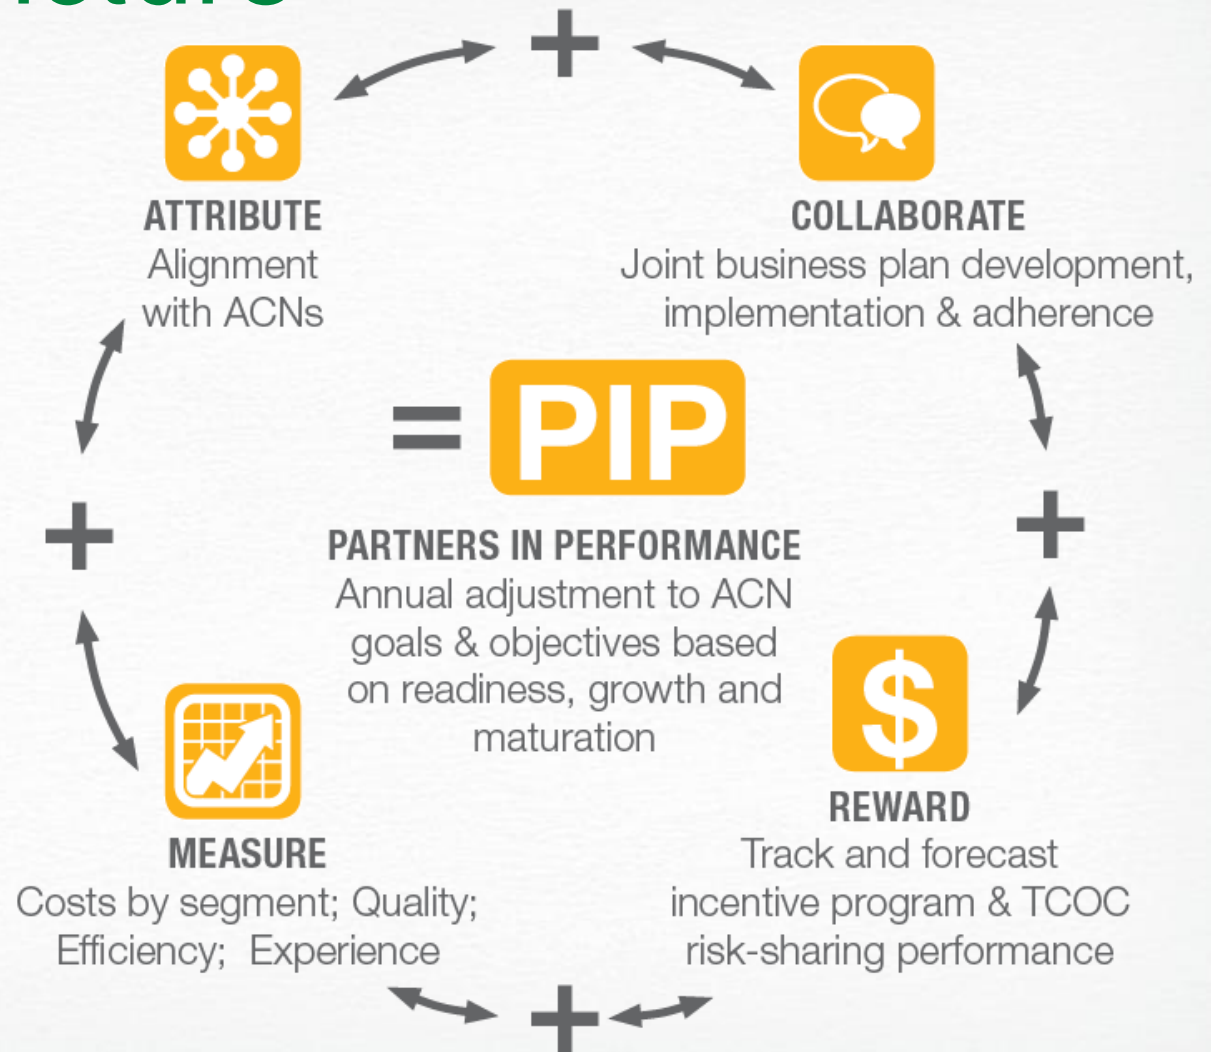 +
ATTRIBUTE
Alignment
with ACNs
COLLABORATE
Joint business plan development,
implementation & adherence
= PIP
+
+
PARTNERS IN PERFORMANCE
Annual adjustment to ACN
goals & objectives based
on readiness, growth and
maturation
MEASURE
Costs by segment; Quality;
Efficiency; Experience
$
REWARD
Track and forecast
incentive program & TCOC
risk-sharing performance
+